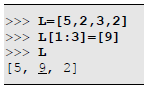 >>> L=[5,2,3,2]
>>> L[1:3]=[9]
>>> L
[5, 9, 2]